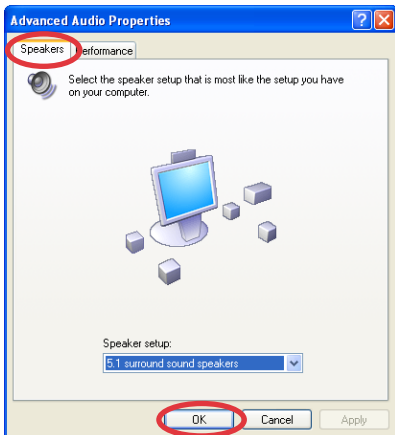 Advanced Audio Properties
Speakers Performance
Select the speaker setup that is most like the setup you have
on your computer.
Speaker setup:
5.1 surround sound speakers
OK Cancel Apply